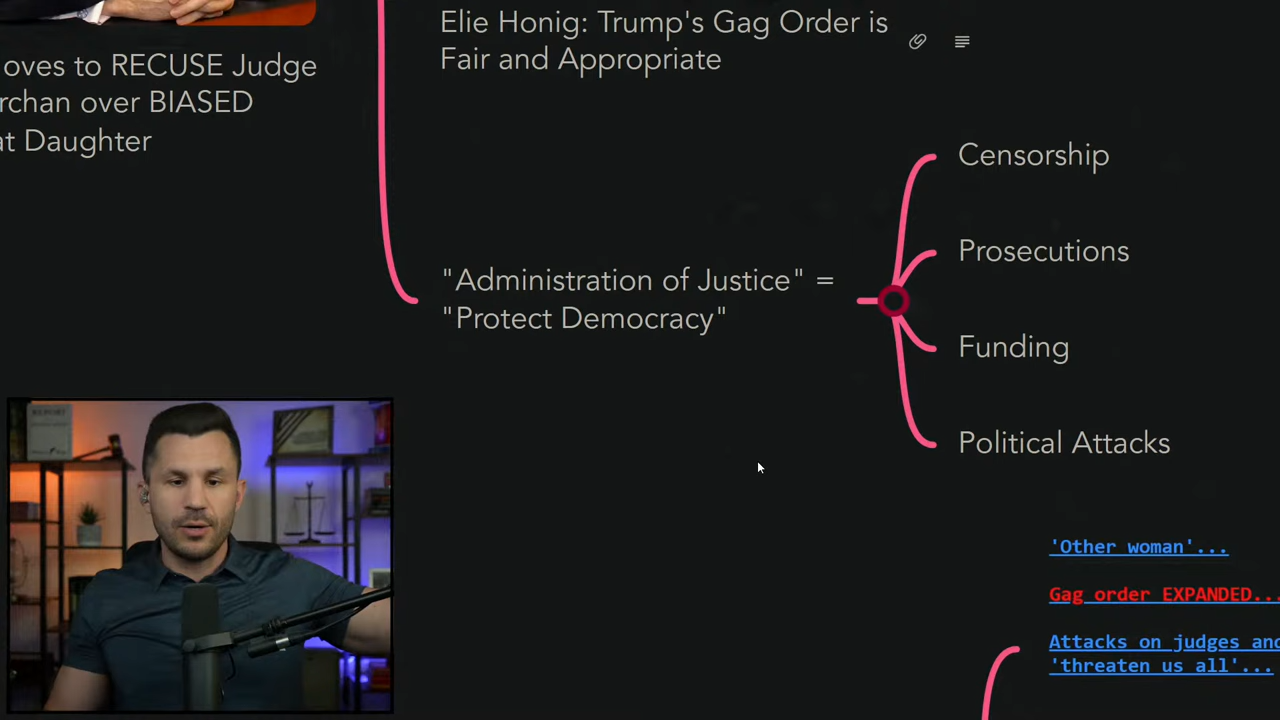 Elie Honig: Trump's Gag Order is
Fair and Appropriate
oves to RECUSE Judge
rchan over BIASED
at Daughter
Censorship
Prosecutions
"Administration of Justice" =
"Protect Democracy"
Funding
Political Attacks
'Other woman'...
Gag order EXPANDED...
Attacks on judges and
'threaten us all'...